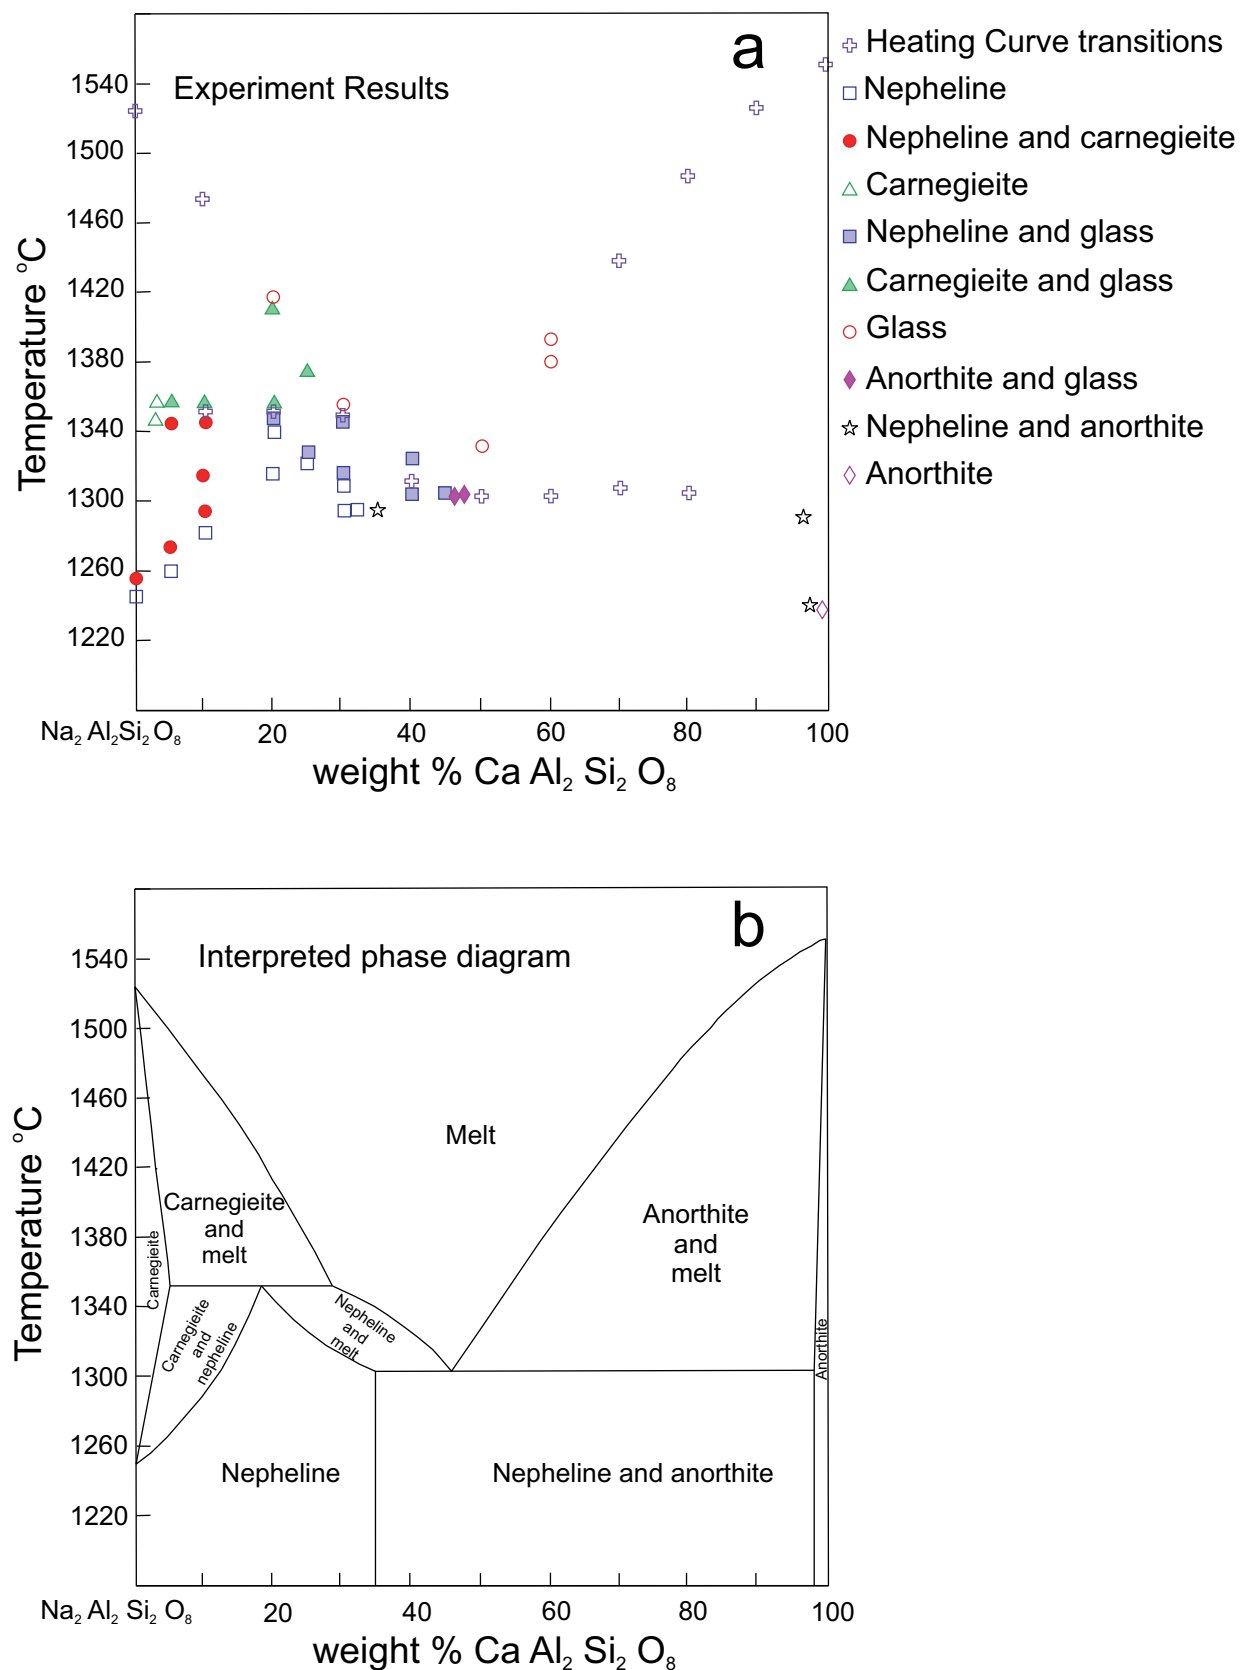 a
Experiment Results
Heating Curve transitions
Nepheline
Nepheline and carnegieite
Carnegieite
Nepheline and glass
Carnegieite and glass
Glass
Anorthite and glass
Nepheline and anorthite
Anorthite
1540
1500
1460
1420
1380
1340
1300
1260
1220
Temperature °C
Na₂ Al₂Si₂ O₈
20
40
60
80
100
weight % Ca Al₂ Si₂ O₈
b
Interpreted phase diagram
1540
1500
1460
1420
1380
1340
1300
1260
1220
Temperature °C
Melt
Carnegieite
and
melt
Anorthite
and
melt
Carnegieite
Carnegieite
and
nepheline
Nepheline
and
melt
Anorthite
Nepheline
Nepheline and anorthite
Na₂ Al₂ Si₂ O₈
20
40
60
80
100
weight % Ca Al₂ Si₂ O₈